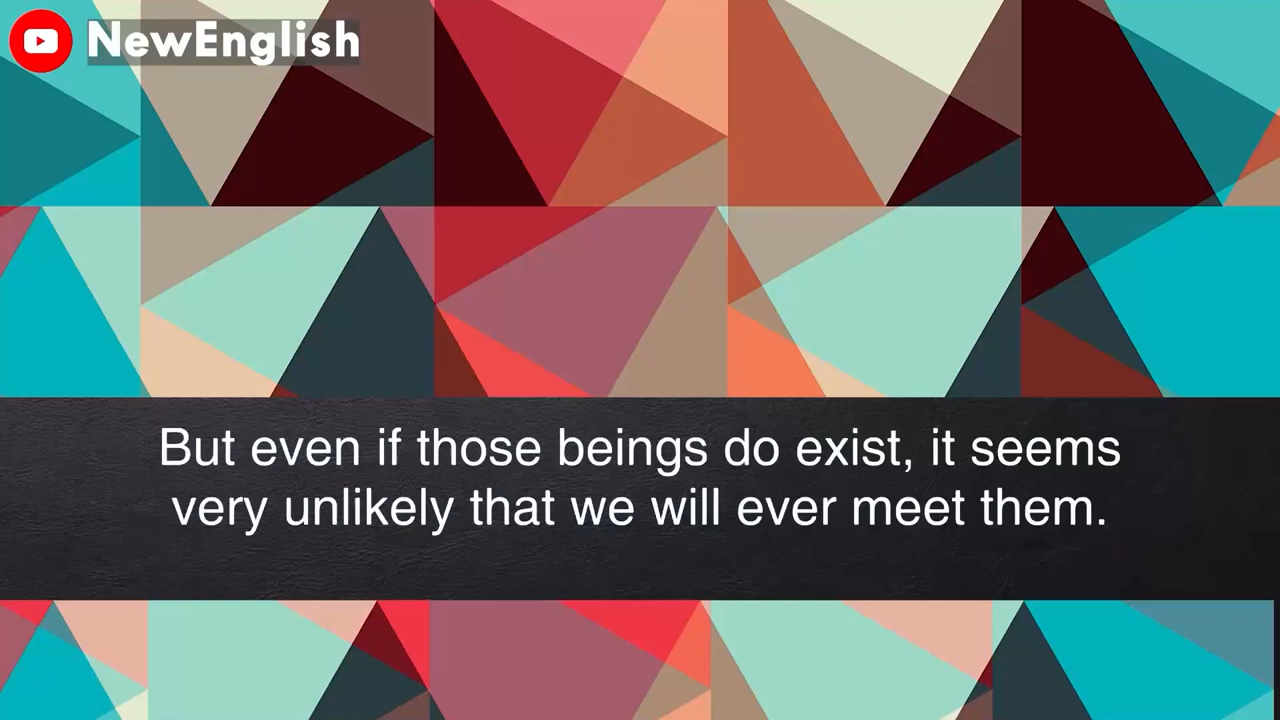 NewEnglish
But even if those beings do exist, it seems
very unlikely that we will ever meet them.